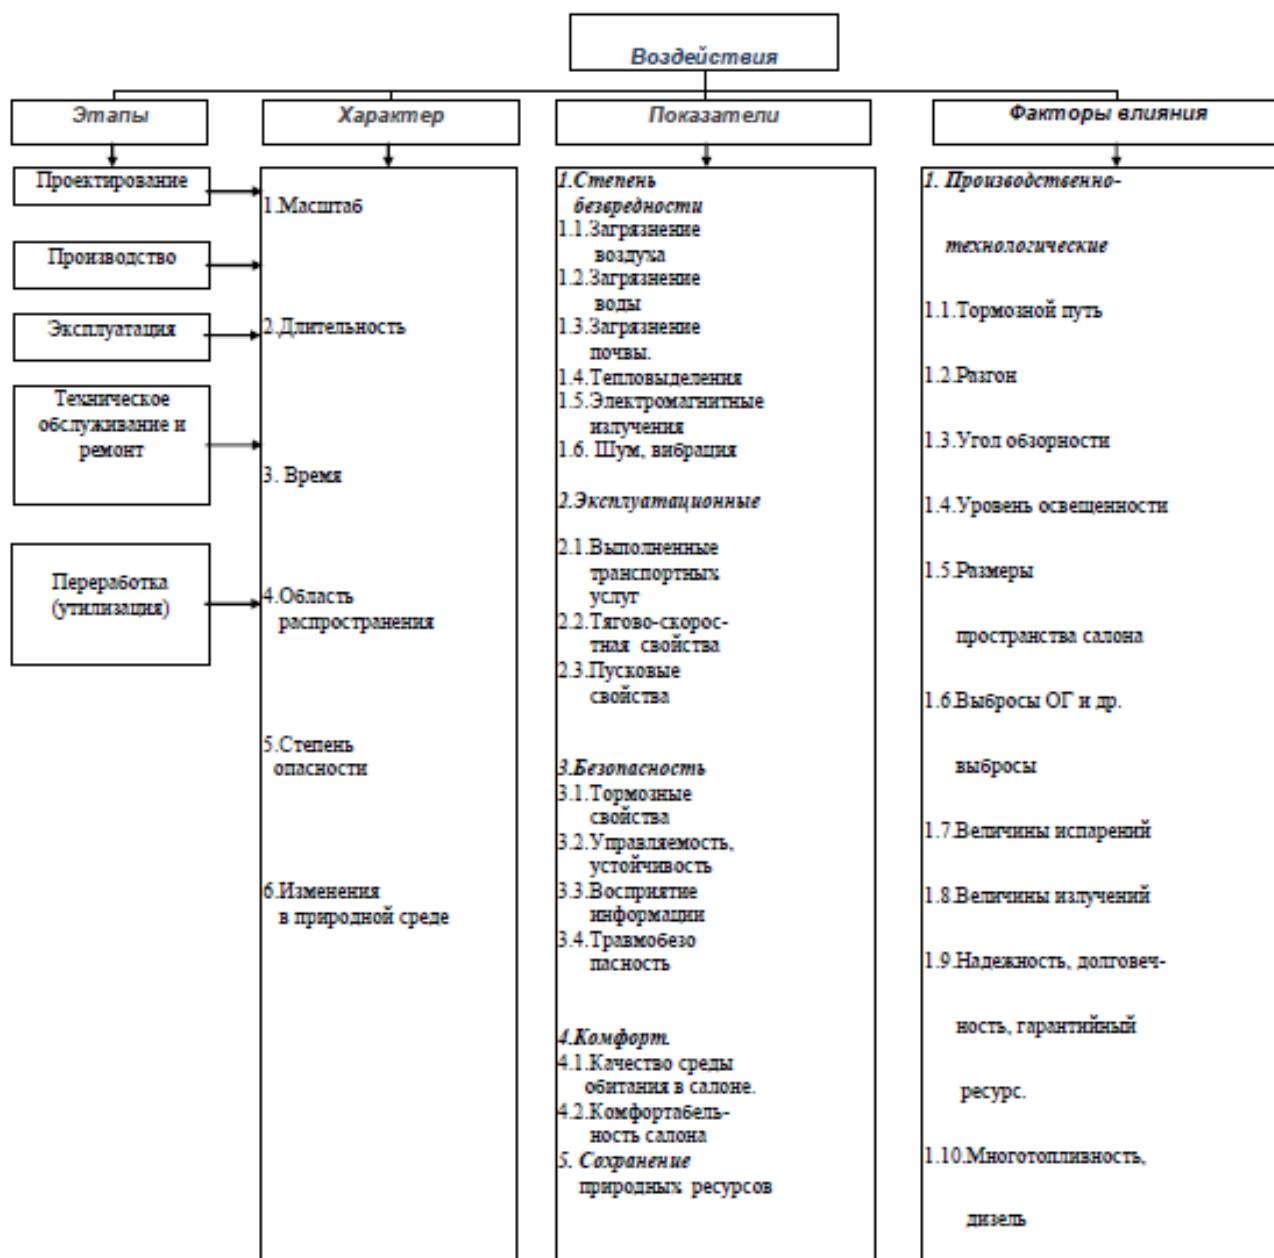 Воздействия
Этапы
Характер
Показатели
Факторы влияния
Проектирование
Производство
Эксплуатация
Техническое
обслуживание и
ремонт
Переработка
(утилизация)
1.Масштаб
2.Длительность
3. Время
4.Область
распространения
5.Степень
опасности
6.Изменения
в природной среде
1.Степень
безвредности
1.1.Загрязнение
воздуха
1.2.Загрязнение
воды
1.3.Загрязнение
почвы.
1.4.Тепловыделения
1.5.Электромагнитные
излучения
1.6. Шум, вибрация
2.Эксплуатационные
2.1.Выполненные
транспортных
услуг
2.2.Тягово-скорос-
тная свойства
2.3.Пусковые
свойства
3.Безопасность
3.1.Тормозные
свойства
3.2.Управляемость,
устойчивость
3.3.Восприятие
информации
3.4.Травмобезо
пасность
4.Комфорт.
4.1.Качество среды
обитания в салоне.
4.2.Комфортабель-
ность салона
5. Сохранение
природных ресурсов
1. Производственно-
технологические
1.1.Тормозной путь
1.2.Разгон
1.3.Угол обзорности
1.4.Уровень освещенности
1.5.Размеры
пространства салона
1.6.Выбросы ОГ и др.
выбросы
1.7.Величины испарений
1.8.Величины излучений
1.9.Надежность, долговеч-
ность, гарантийный
ресурс.
1.10.Многотопливность,
дизель